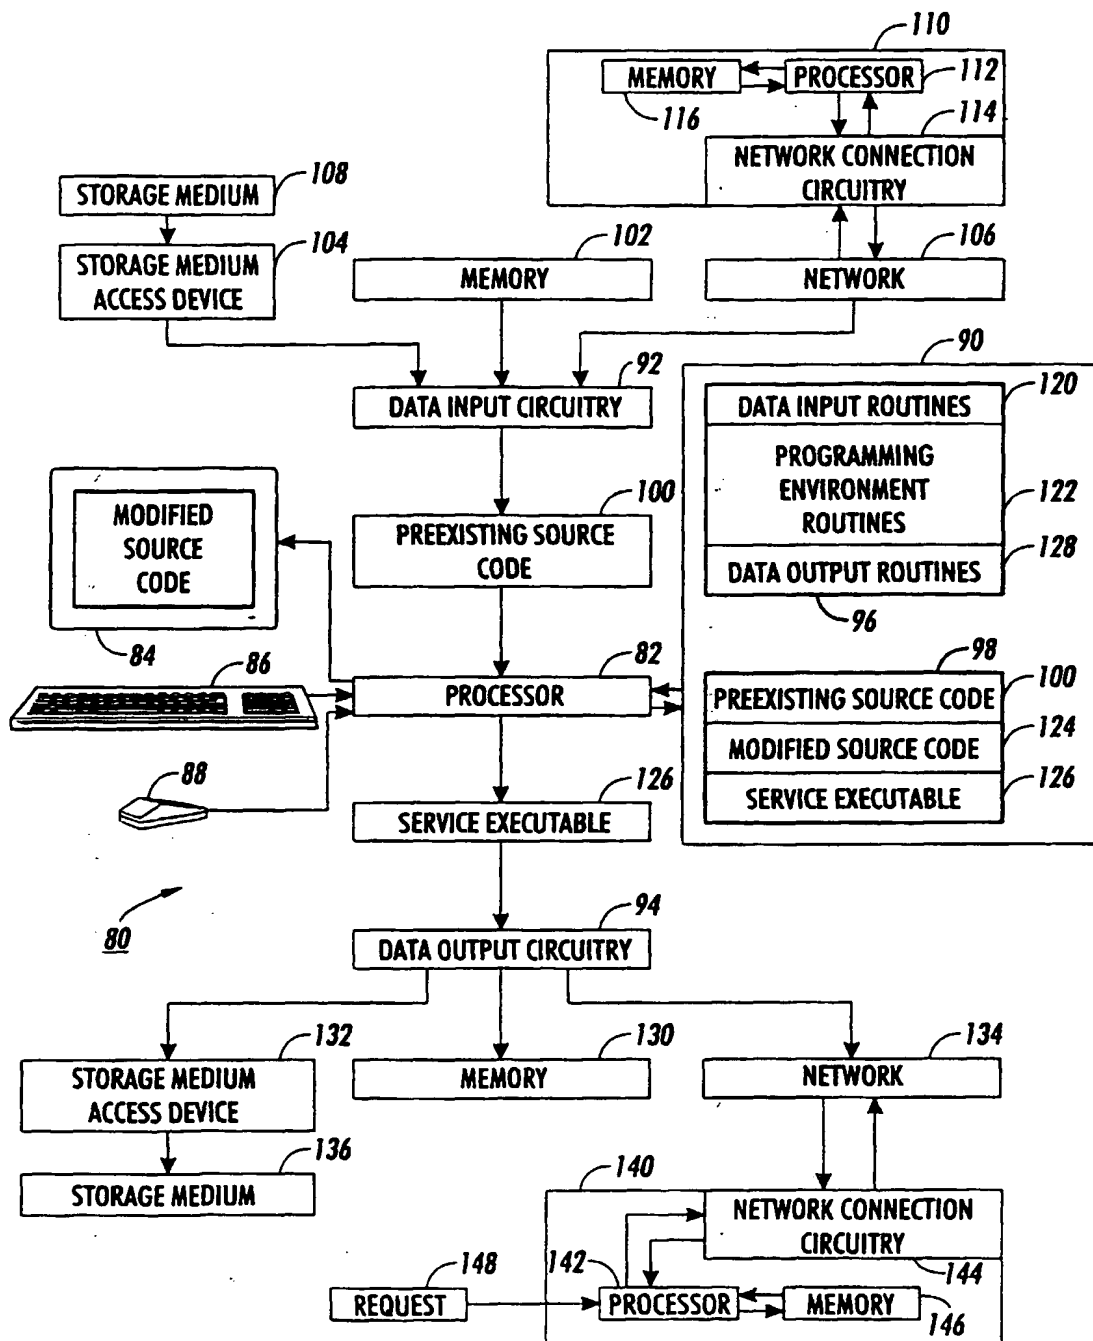 110
MEMORY
PROCESSOR
112
116
114
NETWORK CONNECTION
CIRCUITRY
STORAGE MEDIUM
108
104
STORAGE MEDIUM
ACCESS DEVICE
102
MEMORY
106
NETWORK
92
DATA INPUT CIRCUITRY
90
DATA INPUT ROUTINES
120
PROGRAMMING
ENVIRONMENT
ROUTINES
122
DATA OUTPUT ROUTINES
128
96
100
PREEXISTING SOURCE
CODE
MODIFIED
SOURCE
CODE
84
86
82
PROCESSOR
98
PREEXISTING SOURCE CODE
100
MODIFIED SOURCE CODE
124
SERVICE EXECUTABLE
126
88
126
SERVICE EXECUTABLE
80
94
DATA OUTPUT CIRCUITRY
132
STORAGE MEDIUM
ACCESS DEVICE
130
MEMORY
134
NETWORK
136
STORAGE MEDIUM
140
NETWORK CONNECTION
CIRCUITRY
144
148
REQUEST
142
PROCESSOR
MEMORY
146